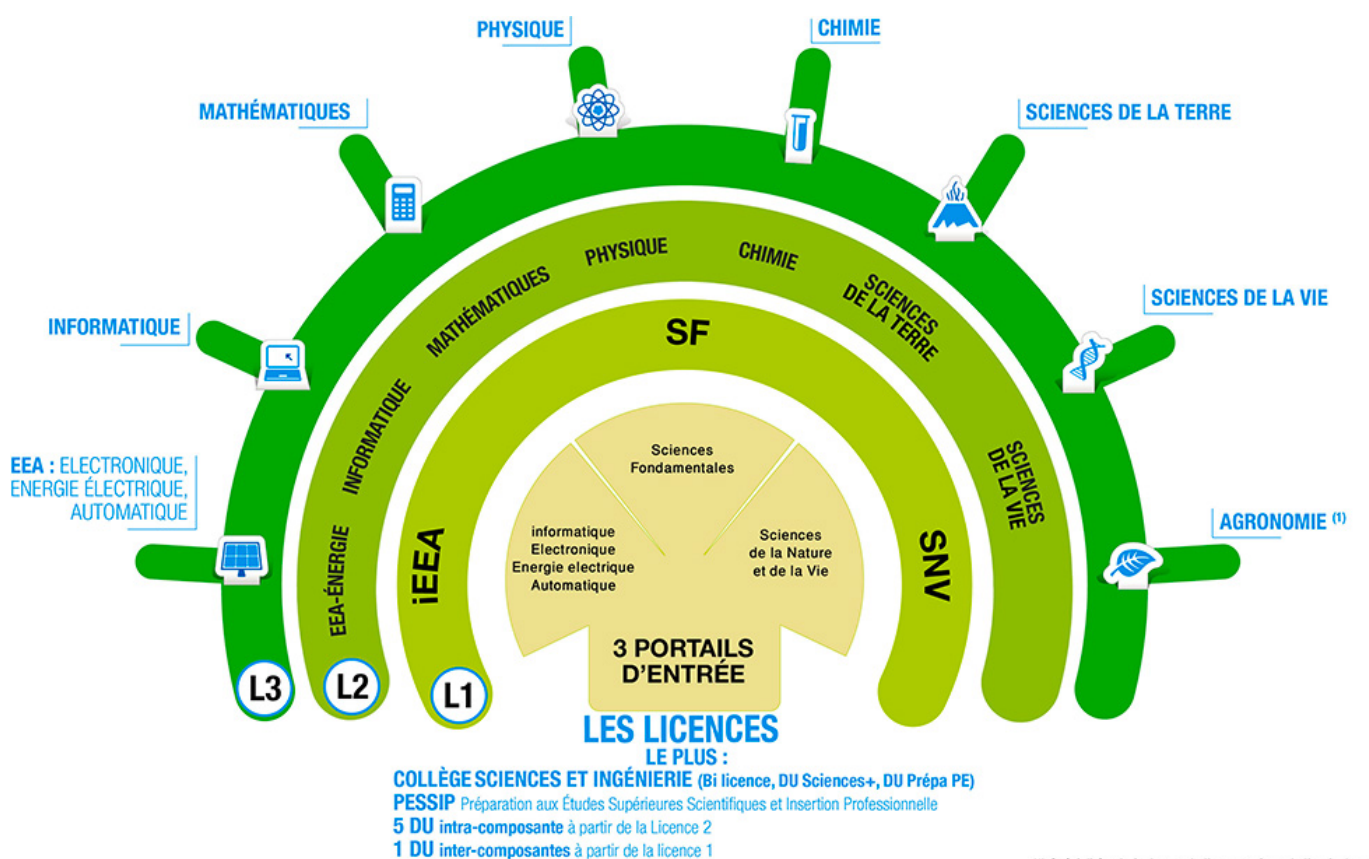 PHYSIQUE
CHIMIE
MATHÉMATIQUES
SCIENCES DE LA TERRE
INFORMATIQUE
SCIENCES DE LA VIE
EEA : ELECTRONIQUE,
ENERGIE ÉLECTRIQUE,
AUTOMATIQUE
AGRONOMIE (1)
EEA-ÉNERGIE
INFORMATIQUE
MATHÉMATIQUES
PHYSIQUE
CHIMIE
SCIENCES
DE LA TERRE
SCIENCES
DE LA VIE
iEEA
SF
SNV
Sciences
Fondamentales
informatique
Electronique
Energie electrique
Automatique
Sciences
de la Nature
et de la Vie
3 PORTAILS
D'ENTRÉE
L3
L2
L1
LES LICENCES
LE PLUS :
COLLÈGE SCIENCES ET INGÉNIERIE (Bi licence, DU Sciences+, DU Prépa PE)
PESSIP Préparation aux Études Supérieures Scientifiques et Insertion Professionnelle
5 DU intra-composante à partir de la Licence 2
1 DU inter-composantes à partir de la licence 1